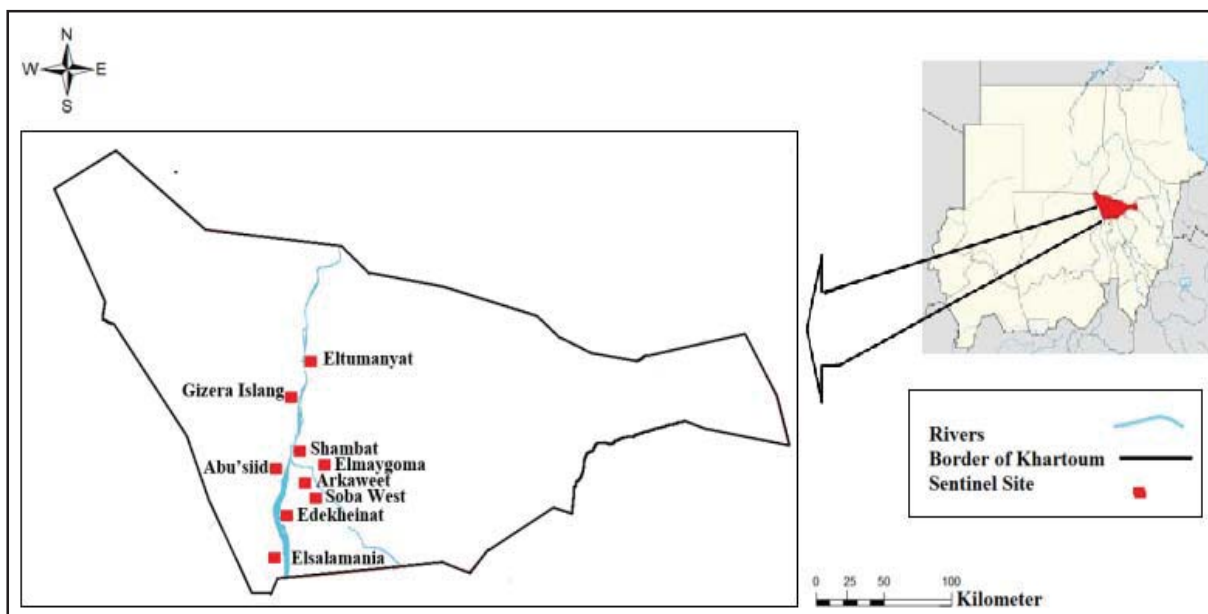 N
W E
S
Eltumanyat
Gizera Islang
Shambat
Elmaygoma
Abu'siid
Arkaweet
Soba West
Edekheinat
Elsalamania
Rivers
Border of Khartoum
Sentinel Site
0 25 50 100
Kilometer